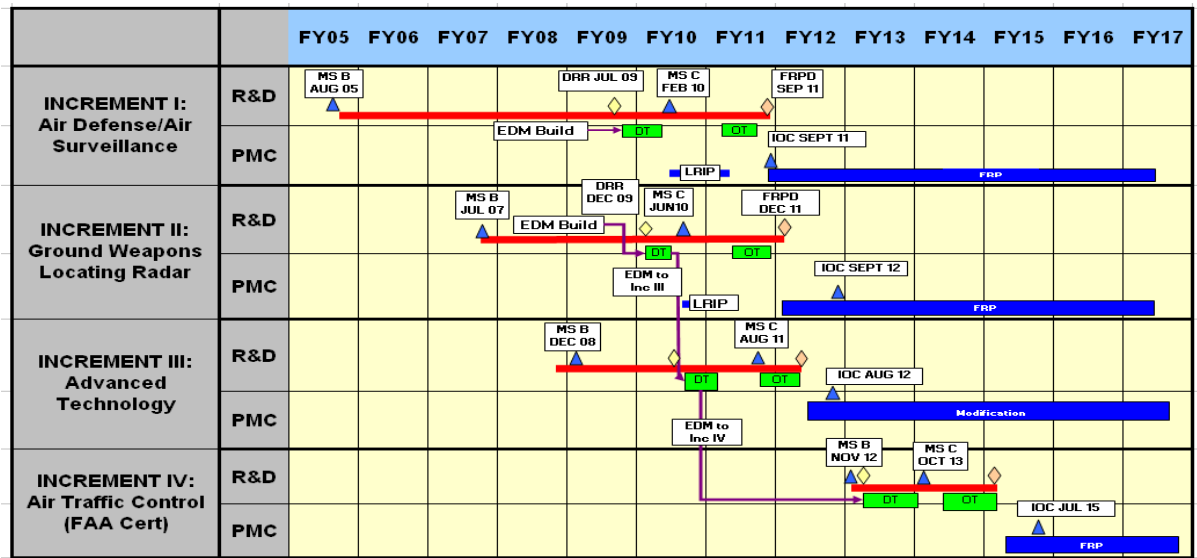 FY05 FY06 FY07 FY08 FY09 FY10 FY11 FY12 FY13 FY14 FY15 FY16 FY17
INCREMENT I:
Air Defense/Air
Surveillance
R&D
MS B
AUG 05
DRR JUL 09
MS C
FEB 10
FRPD
SEP 11
EDM Build
DT
OT
PMC
IOC SEPT 11
LRIP
FRP
INCREMENT II:
Ground Weapons
Locating Radar
R&D
MS B
JUL 07
DRR
DEC 09
MS C
JUN10
FRPD
DEC 11
EDM Build
DT
OT
PMC
EDM to
Inc III
IOC SEPT 12
LRIP
FRP
INCREMENT III:
Advanced
Technology
R&D
MS B
DEC 08
MS C
AUG 11
DT
OT
PMC
IOC AUG 12
Modification
EDM to
Inc IV
INCREMENT IV:
Air Traffic Control
(FAA Cert)
R&D
MS B
NOV 12
MS C
OCT 13
DT
OT
PMC
IOC JUL 15
FRP